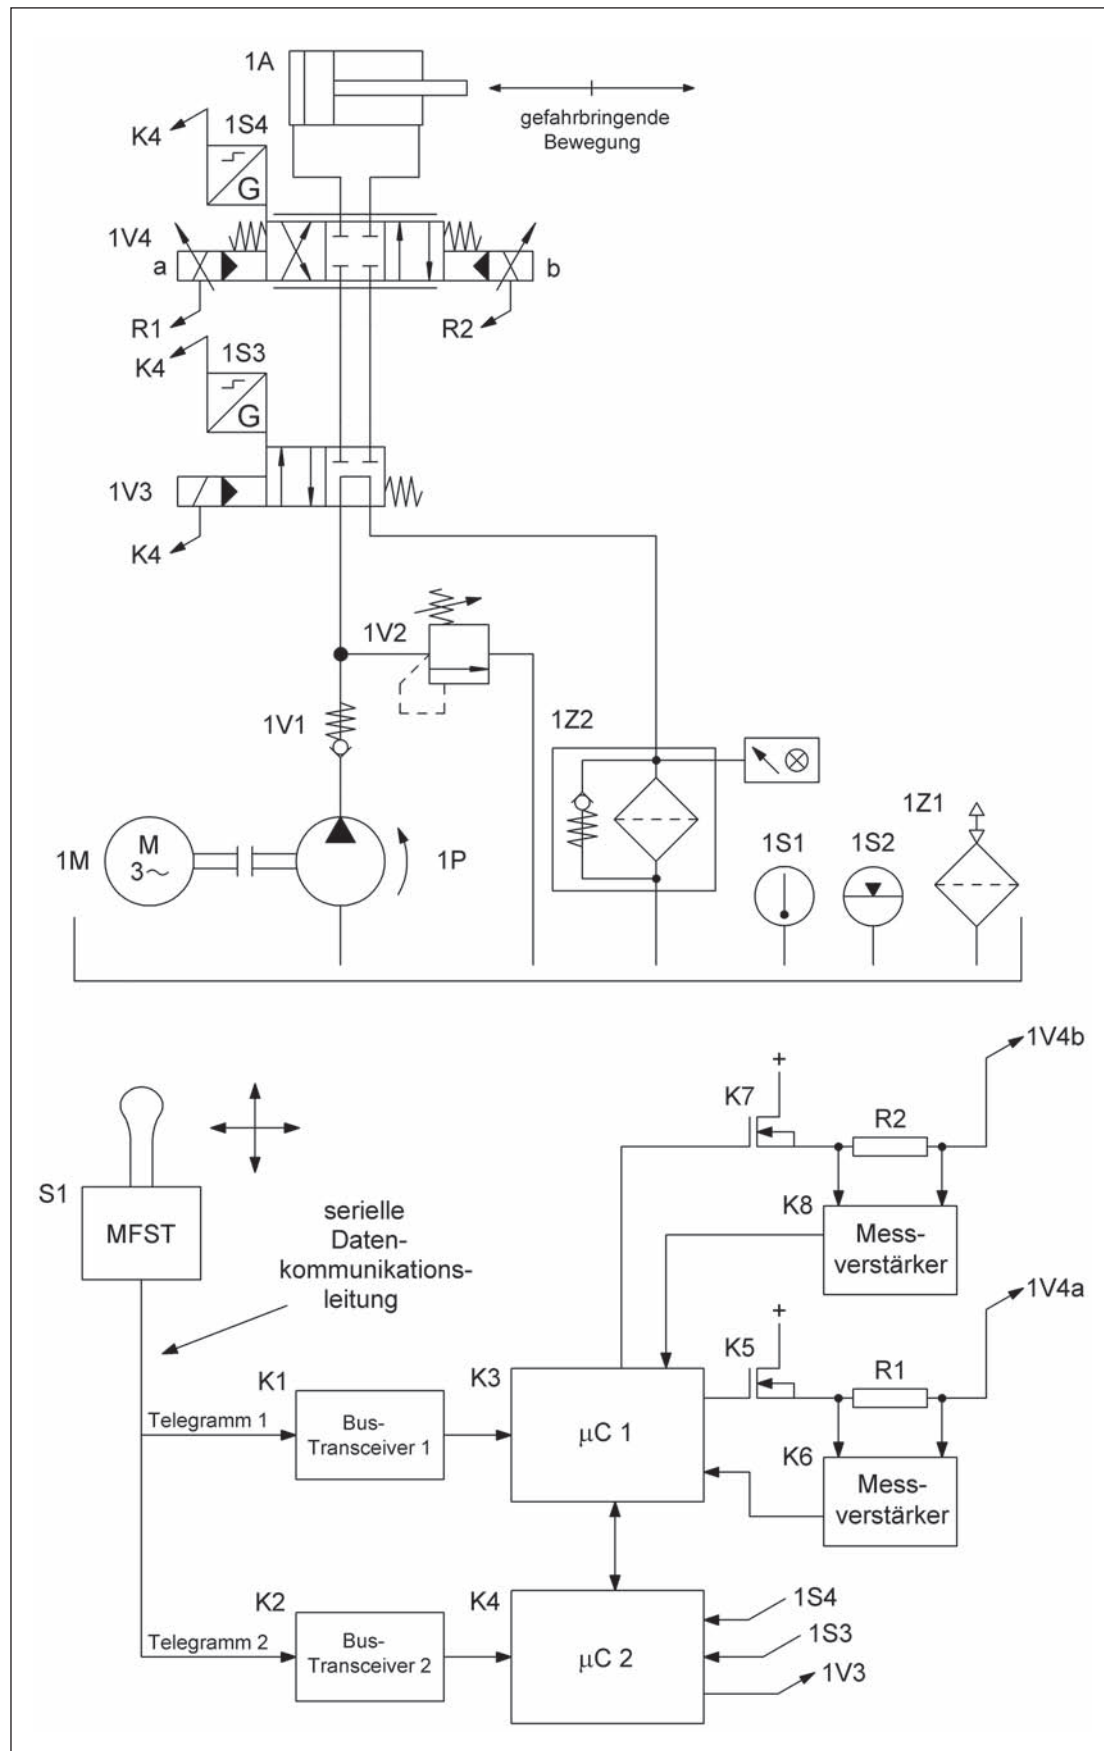 1A
gefahrbringende
Bewegung
K4
1S4
G
1V4
a
b
R1
R2
K4
1S3
G
1V3
K4
1V2
1V1
1Z2
1Z1
1M
M
3~
1P
1S1
1S2
1V4b
+
K7
R2
S1
MFST
serielle
Daten-
kommunikations-
leitung
K8
Mess-
verstärker
1V4a
+
K5
R1
K1
K3
Telegramm 1
Bus-
Transceiver 1
μC 1
K6
Mess-
verstärker
K2
K4
1S4
Telegramm 2
Bus-
Transceiver 2
μC 2
1S3
1V3